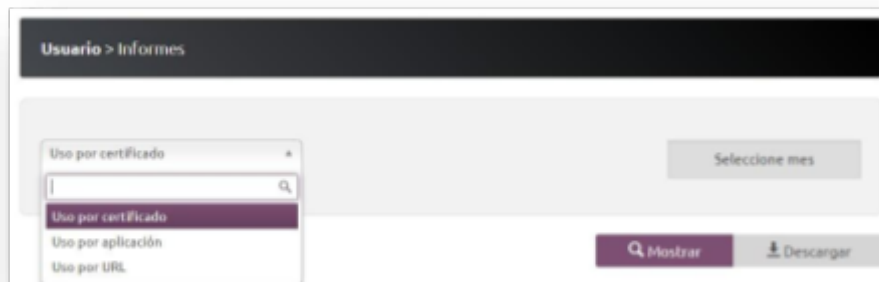 Usuario > Informes
Uso por certificado
Seleccione mes
Uso por certificado
Uso por aplicación
Uso por URL
Mostrar
Descargar